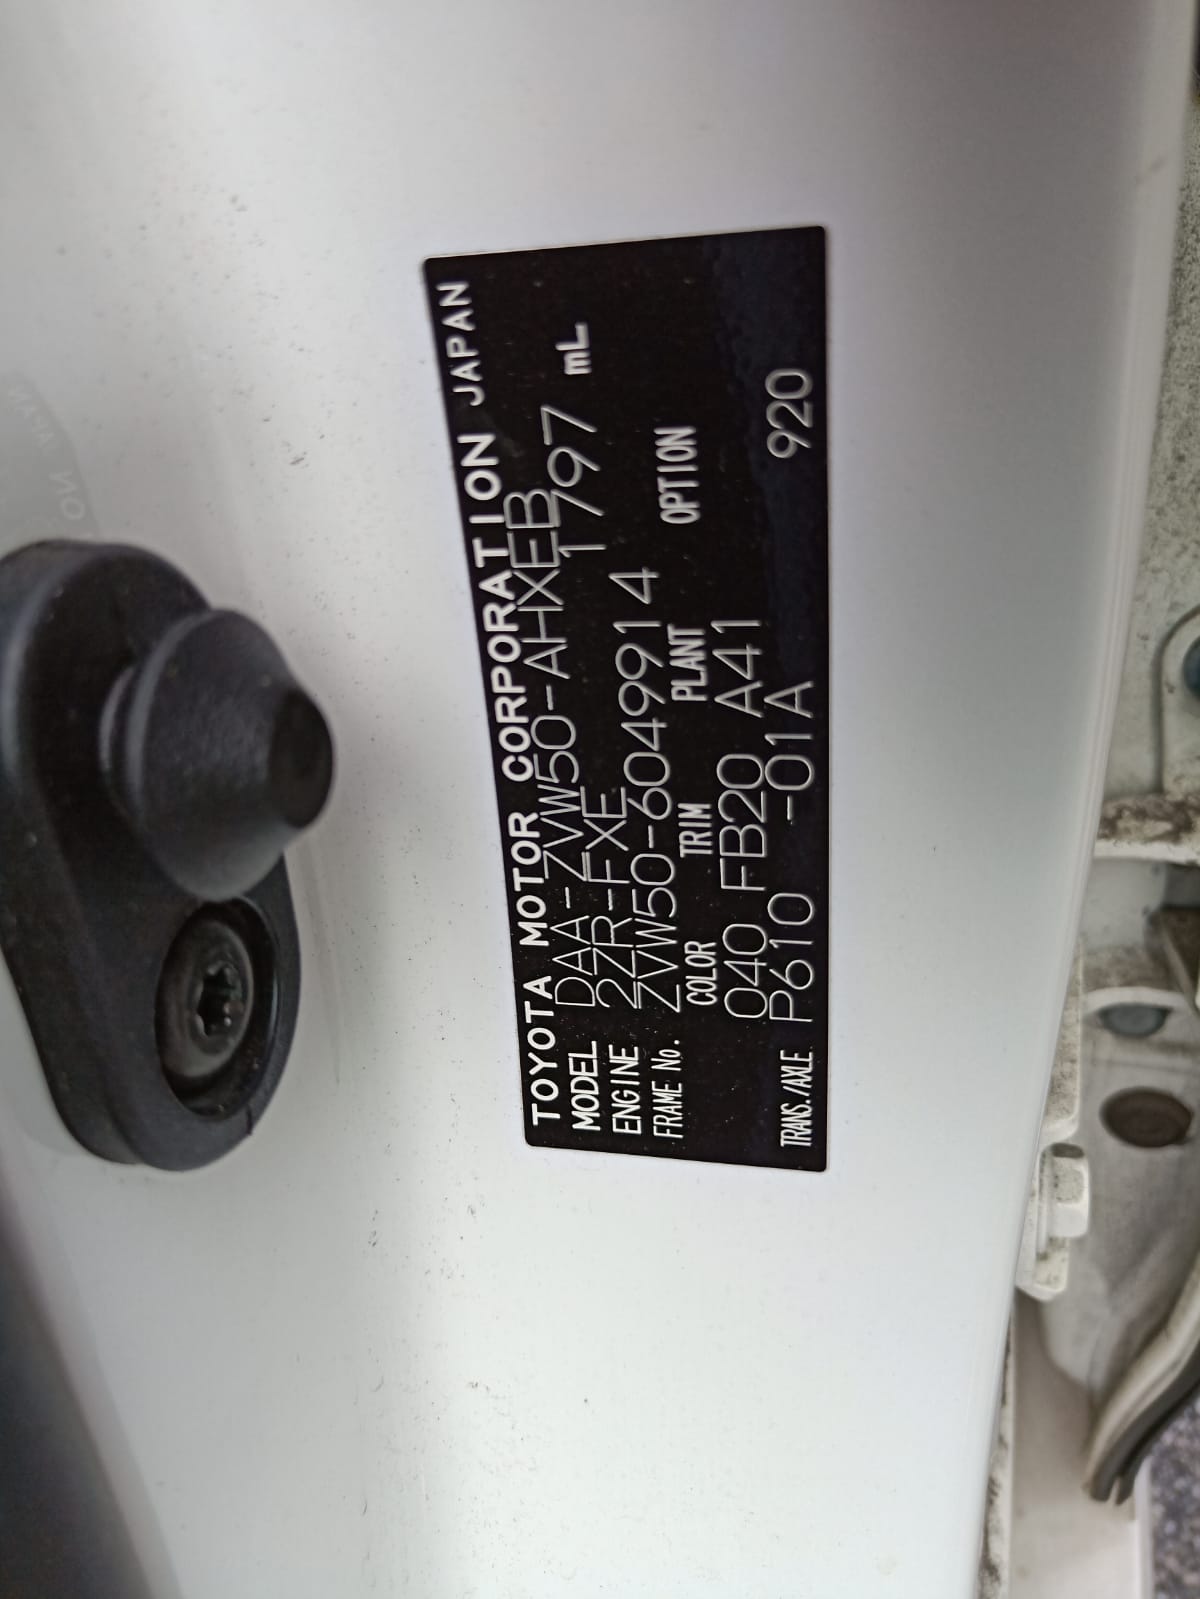 TOYOTA MOTOR CORPORATION JAPAN
MODEL DAA-ZVW50-AHXEB
ENGINE 2ZR-FXE 1797 mL
FRAME No. ZVW50-6049914
COLOR TRIM PLANT OPTION
040 FB20 A41
TRANS./AXLE P610 -01A 920